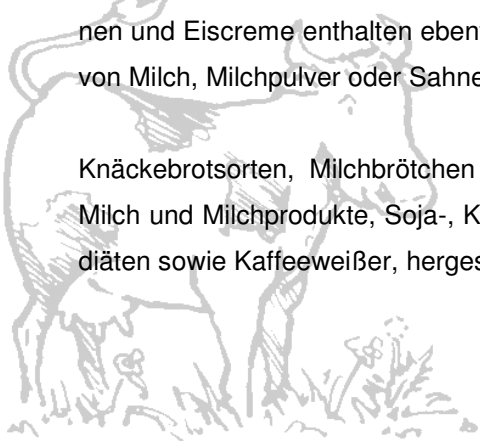 nen und Eiscreme enthalten eben
von Milch, Milchpulver oder Sahne
Knäckebrotsorten, Milchbrötchen
Milch und Milchprodukte, Soja-, K
diäten sowie Kaffeeweißer, herges